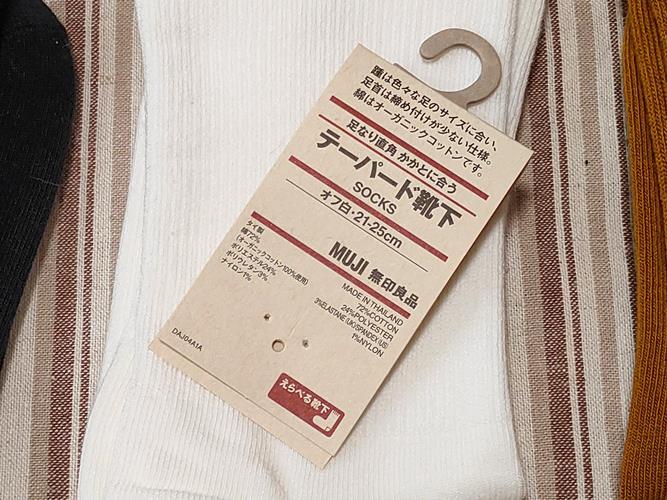 踵は色々な足のサイズに合い、
足首は締め付けが少ない仕様。
綿はオーガニックコットンです。
足なり直角 かかとに合う
テーパード靴下
SOCKS
オフ白・21-25cm
MUJI 無印良品
タイ製
綿72%
(オーガニックコットン100%使用)
ポリエステル24%
ポリウレタン3%
ナイロン1%
MADE IN THAILAND
72%COTTON
24%POLYESTER
3%ELASTANE (UK)/SPANDEX (US)
1%NYLON
DAJ04A1A
えらべる靴下